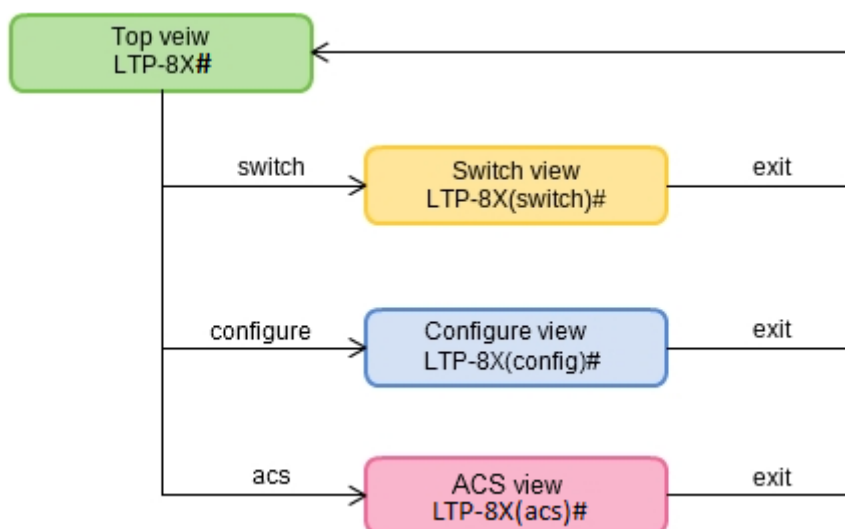 Top veiw
LTP-8X#
switch
Switch view
LTP-8X(switch)#
exit
configure
Configure view
LTP-8X(config)#
exit
acs
ACS view
LTP-8X(acs)#
exit